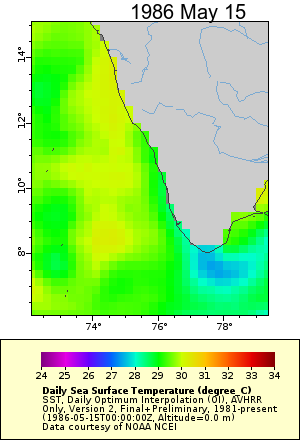 1986 May 15
14°
12°
10°
8°
74°
76°
78°
24 25 26 27 28 29 30 31 32 33 34
Daily Sea Surface Temperature (degree_C)
SST, Daily Optimum Interpolation (OI), AVHRR
Only, Version 2, Final+Preliminary, 1981-present
(1986-05-15T00:00:00Z, Altitude=0.0 m)
Data courtesy of NOAA NCEI